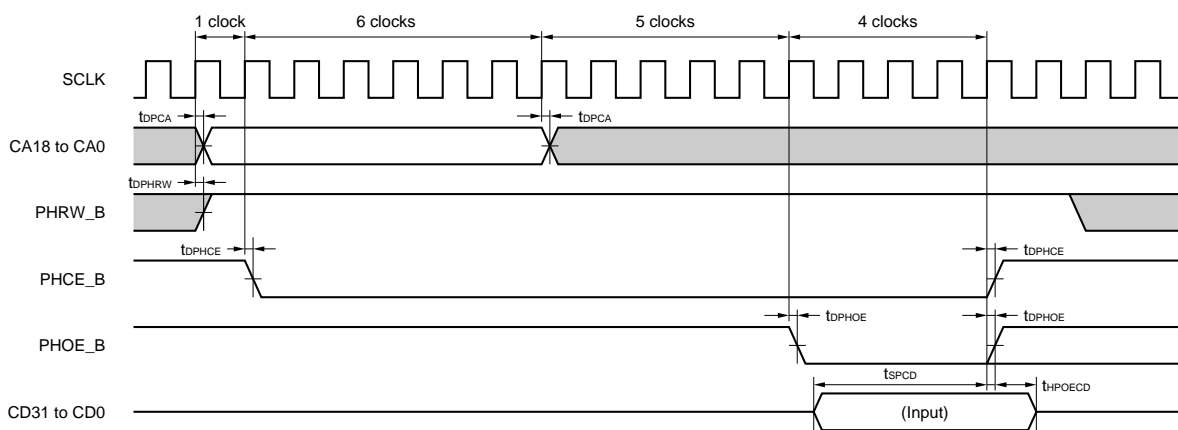 1 clock 6 clocks 5 clocks 4 clocks
SCLK
tDPCA tDPCA
CA18 to CA0
tDPHRW
PHRW_B
tDPHCE tDPHCE
PHCE_B
tDPHOE tDPHOE
PHOE_B
tSPCD tHPOECD
CD31 to CD0 (Input)